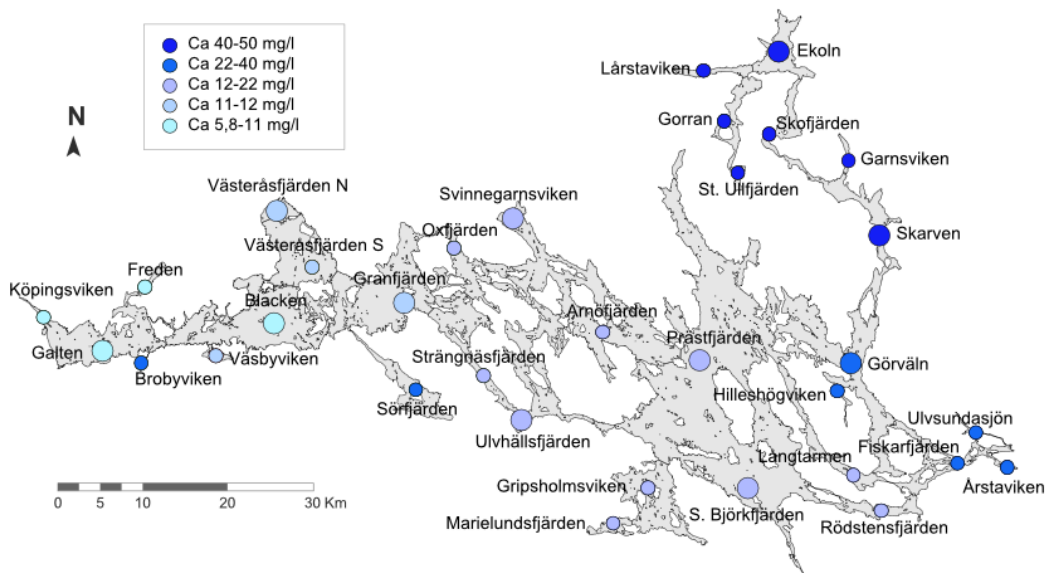 Ca 40-50 mg/l
Ca 22-40 mg/l
Ca 12-22 mg/l
Ca 11-12 mg/l
Ca 5,8-11 mg/l
N
Ekoln
Lårstaviken
Gorran
Skofjärden
Garnsviken
St. Ullfjärden
Västeråsfjärden N
Svinnegarnsviken
Oxfjärden
Skarven
Västeråsfjärden S
Freden
Granfjärden
Köpingsviken
Blacken
Arnöfjärden
Galten
Väsbyviken
Strängnäsfjärden
Prästfjärden
Görväln
Brobyviken
Hilleshögviken
Sörfjärden
Ulvsundasjön
Ulvhällsfjärden
Fiskarfjärden
Långtarmen
Gripsholmsviken
Årstaviken
S. Björkfjärden
Marielundsfjärden
Rödstensfjärden
0 5 10 20 30 Km